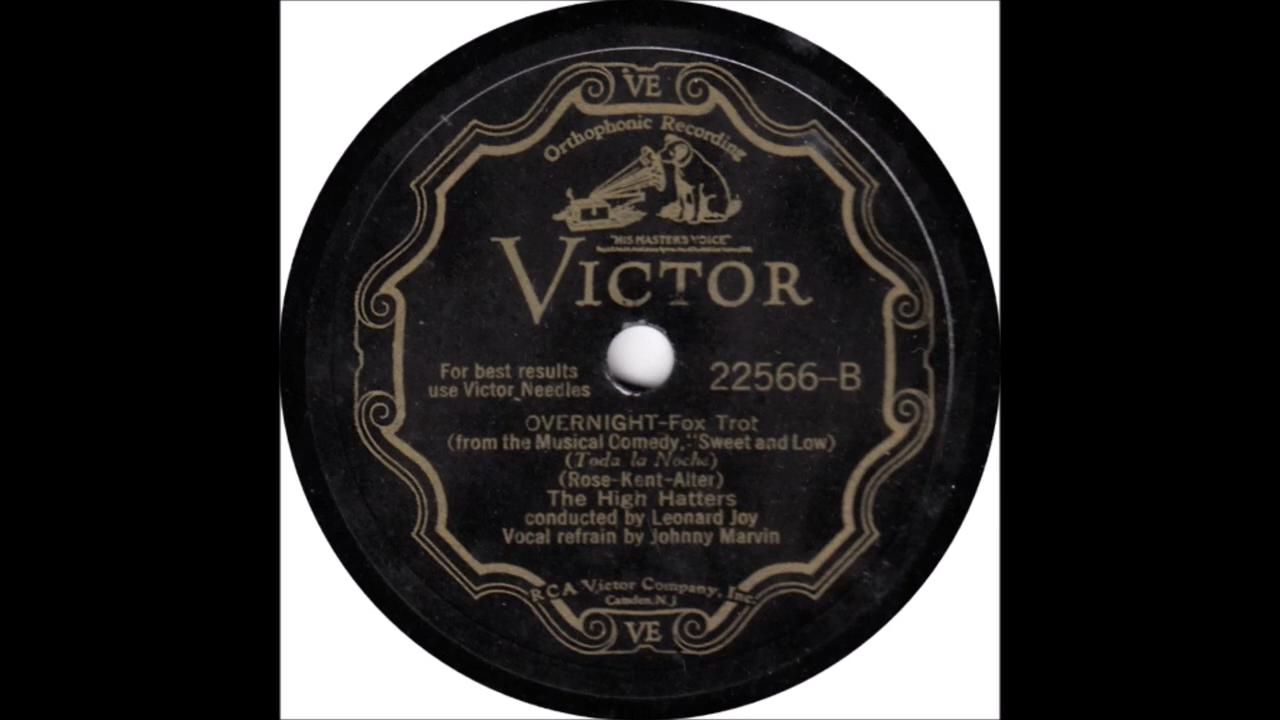 VE
Orthophonic Recording
"HIS MASTER'S VOICE"
VICTOR
For best results
use Victor Needles
22566-B
OVERNIGHT-Fox Trot
(from the Musical Comedy, "Sweet and Low)
(Toda la Noche)
(Rose-Kent-Alter)
The High Hatters
conducted by Leonard Joy
Vocal refrain by Johnny Marvin
RCA Victor Company, Inc.
Camden, N.J.
VE